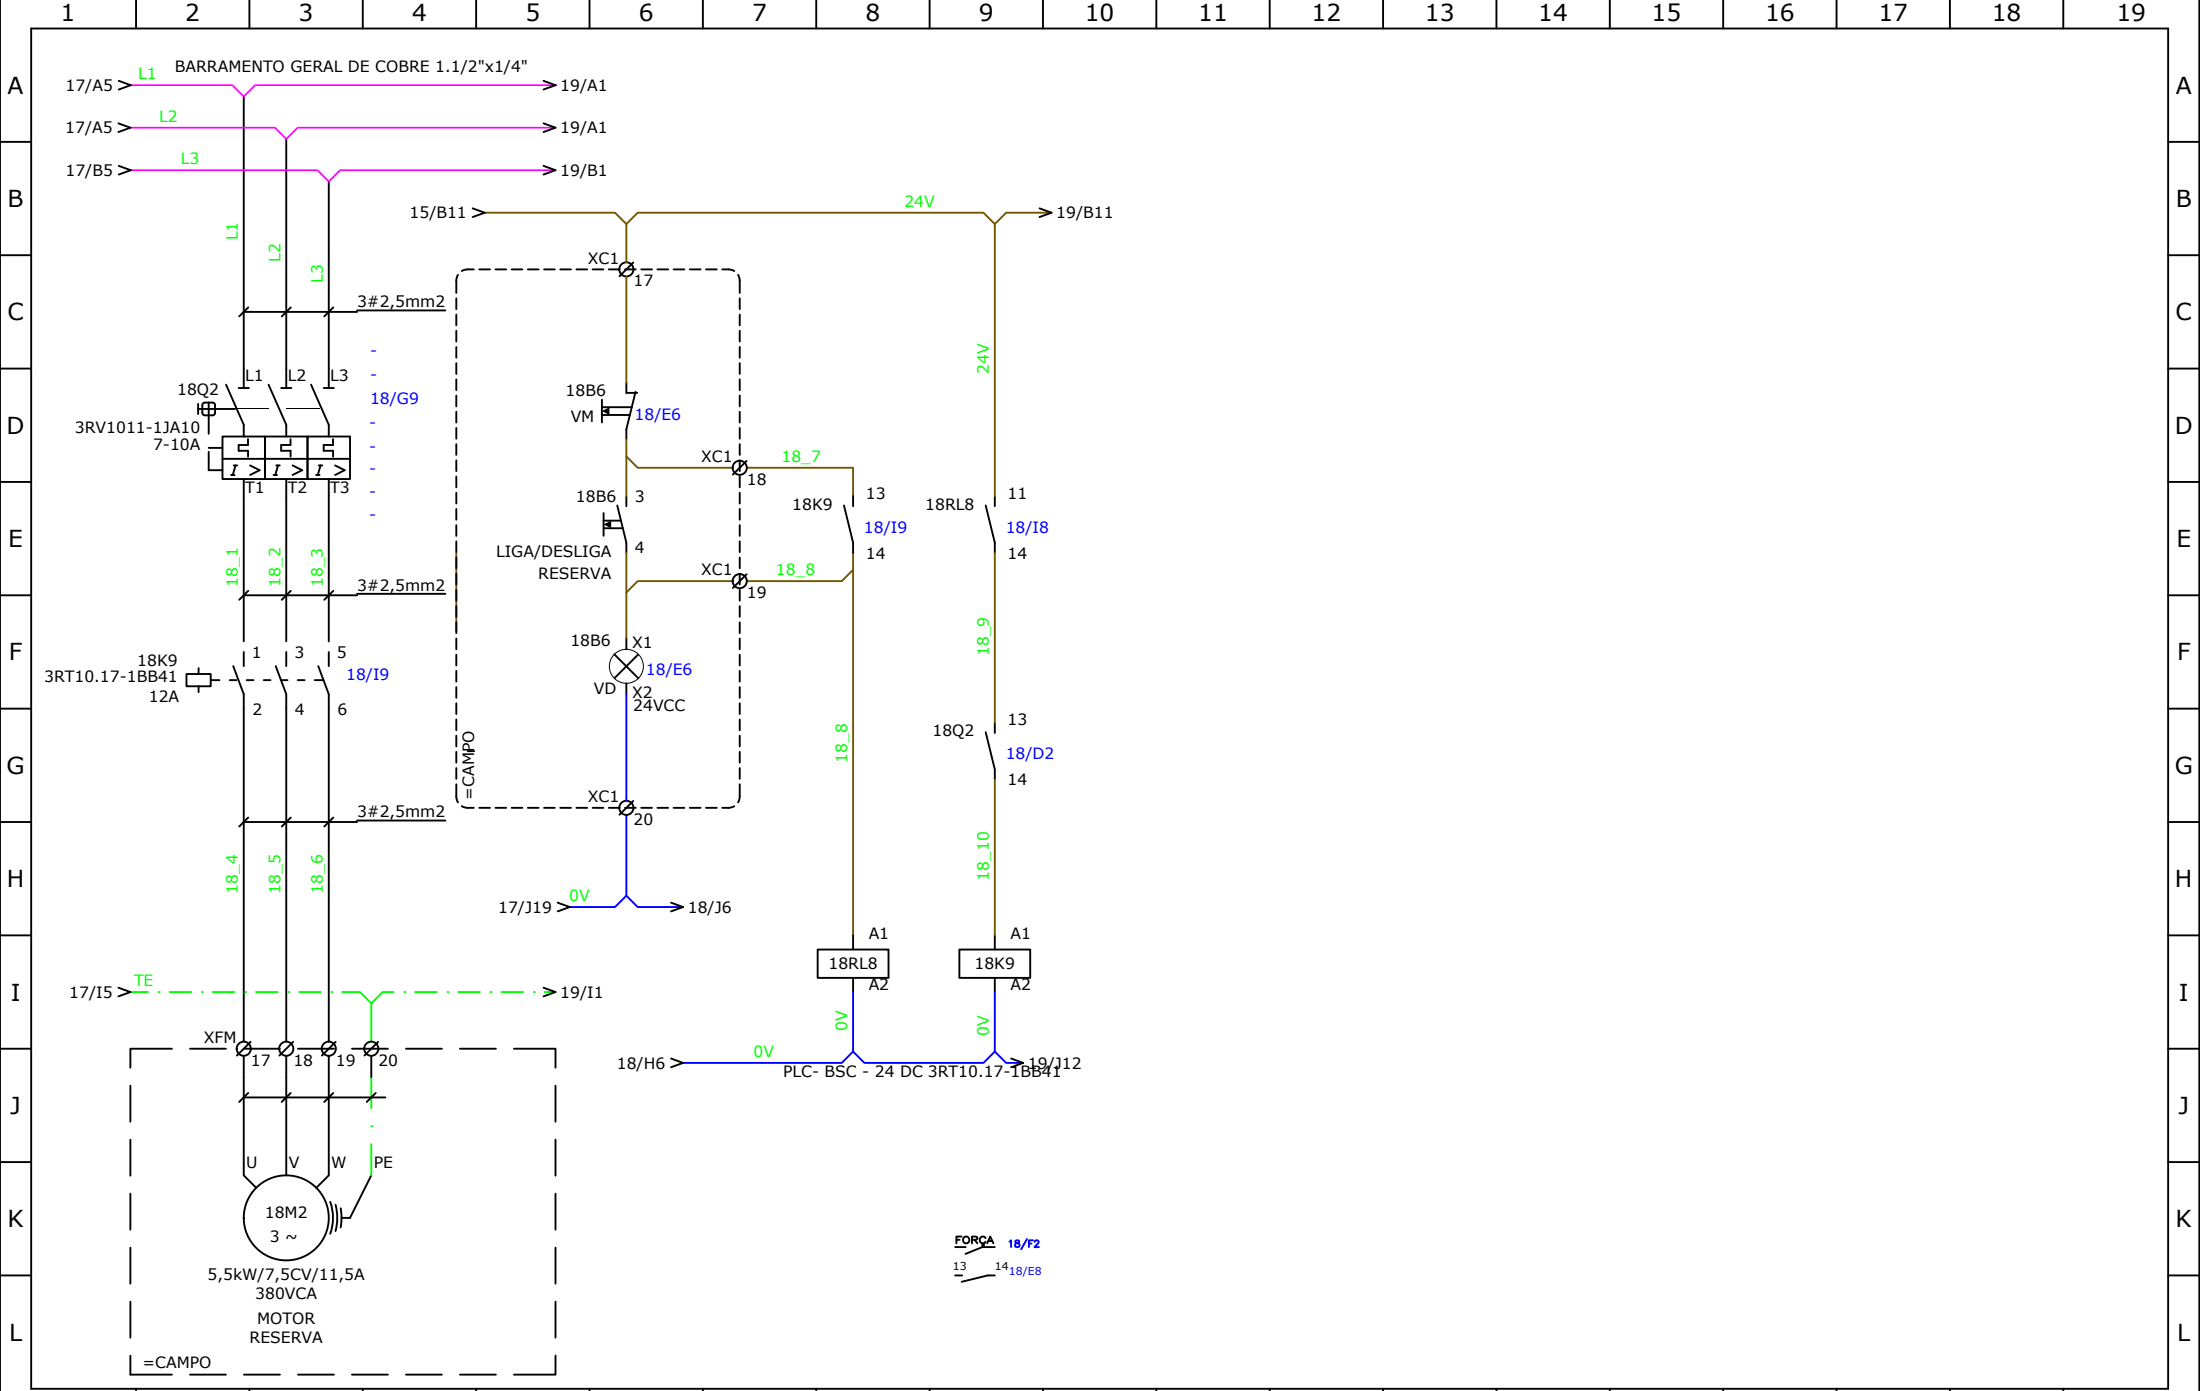 1 2 3 4 5 6 7 8 9 10 11 12 13 14 15 16 17 18 19
A A
B B
C C
D D
E E
F F
G G
H H
I I
J J
K K
L L
BARRAMENTO GERAL DE COBRE 1.1/2"x1/4"
17/A5 L1 19/A1
17/A5 L2 19/A1
17/B5 L3 19/B1
L1
L2
L3
3#2,5mm2
-
-
18/G9
-
-
-
-
-
18Q2
L1 L2 L3
3RV1011-1JA10
7-10A
I > I > I >
T1 T2 T3
18_1
18_2
18_3
3#2,5mm2
18K9
3RT10.17-1BB41
12A
1 3 5
18/I9
2 4 6
3#2,5mm2
18_4
18_5
18_6
17/I5 TE 19/I1
XFM
17 18 19 20
U V W PE
18M2
3 ~
5,5kW/7,5CV/11,5A
380VCA
MOTOR
RESERVA
=CAMPO
15/B11 24V 19/B11
XC1
17
18B6
VM
18/E6
XC1 18_7
18
18B6 3
4
LIGA/DESLIGA
RESERVA
XC1 18_8
19
18B6 X1
18/E6
VD X2
24VCC
=CAMPO
XC1
20
17/J19 0V 18/J6
18K9 13
18/I9
14
18_8
A1
18RL8
A2
0V
24V
18RL8 11
18/I8
14
18_9
18Q2 13
18/D2
14
18_10
A1
18K9
A2
0V
18/H6 0V 19/J12
PLC- BSC - 24 DC 3RT10.17-1BB41
FORÇA 18/F2
13 14 18/E8